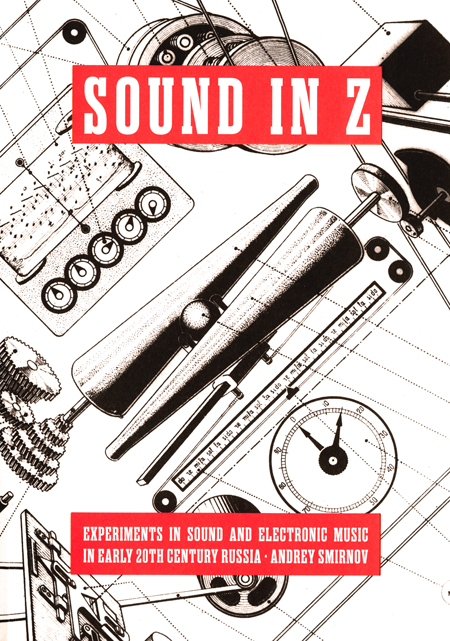 SOUND IN Z
EXPERIMENTS IN SOUND AND ELECTRONIC MUSIC
IN EARLY 20TH CENTURY RUSSIA · ANDREY SMIRNOV